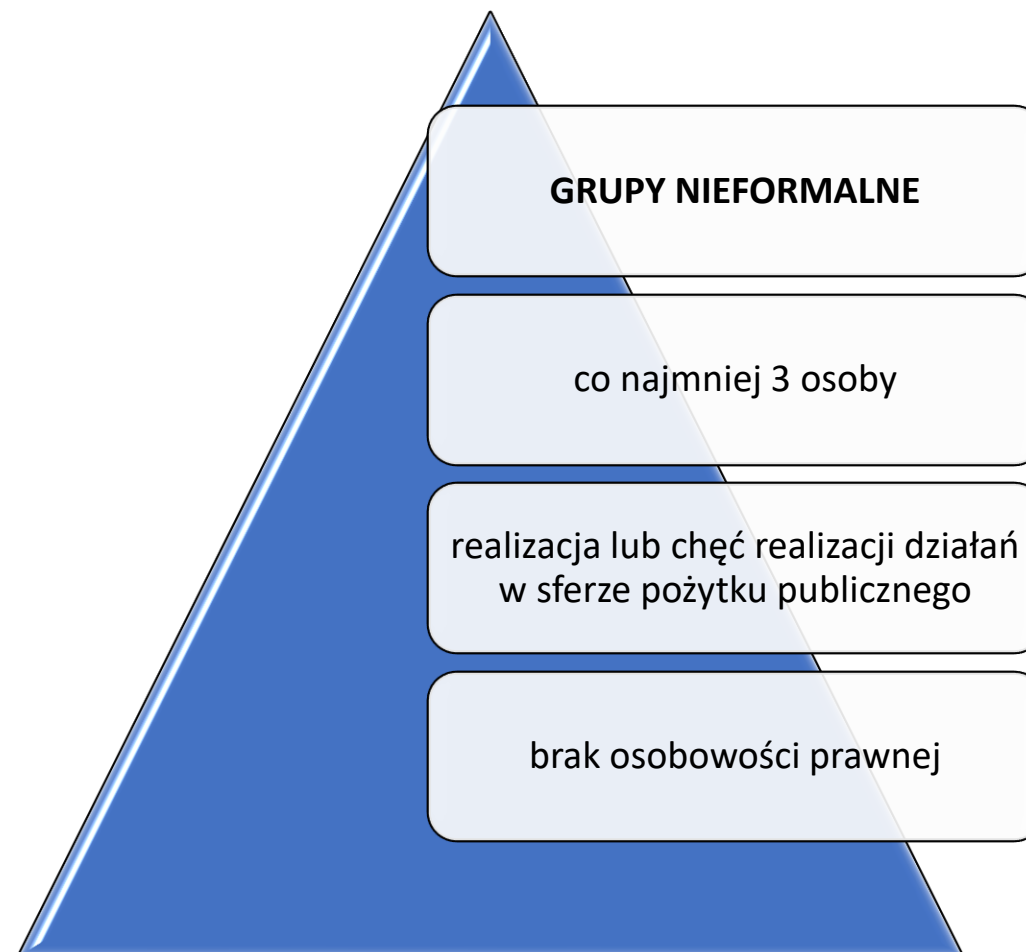 GRUPY NIEFORMALNE
co najmniej 3 osoby
realizacja lub chęć realizacji działań
w sferze pożytku publicznego
brak osobowości prawnej